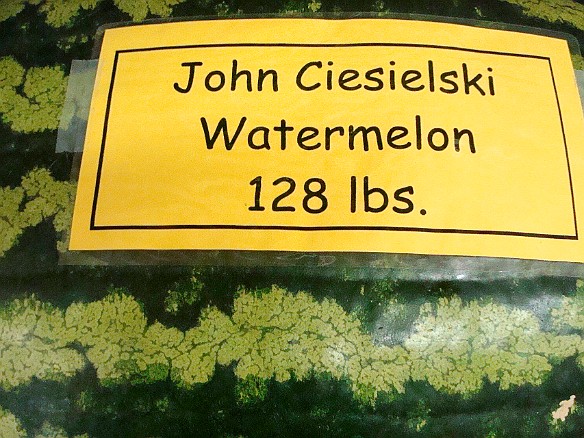 John Ciesielski
Watermelon
128 lbs.